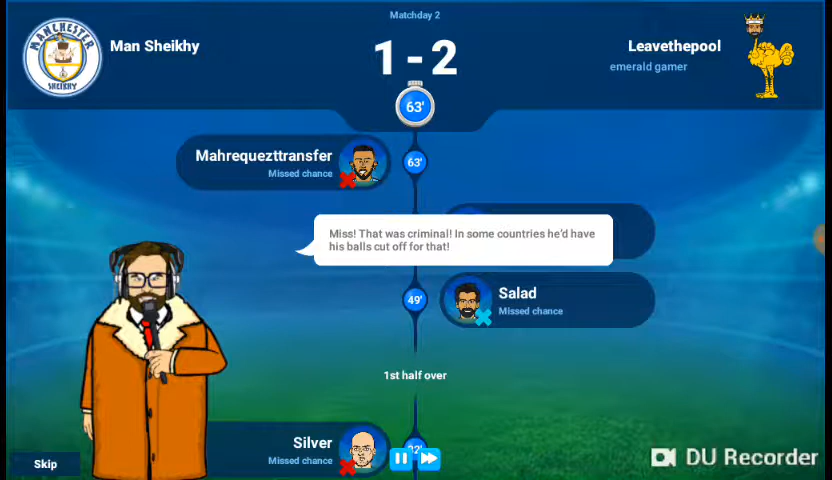 Matchday 2
MANCHESTER
SHEIKHY
Man Sheikhy
1 - 2
Leavethepool
emerald gamer
63'
Mahrequezttransfer
Missed chance
63'
Miss! That was criminal! In some countries he'd have
his balls cut off for that!
49'
Salad
Missed chance
1st half over
Silver
Missed chance
Skip
DU Recorder